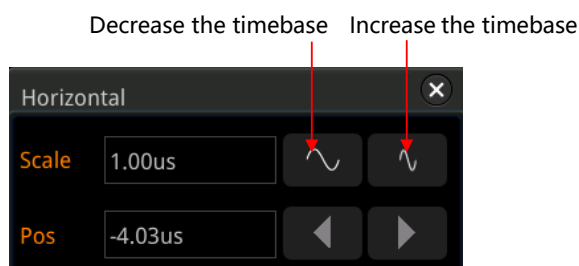 Decrease the timebase Increase the timebase
Horizontal
Scale 1.00us
Pos -4.03us